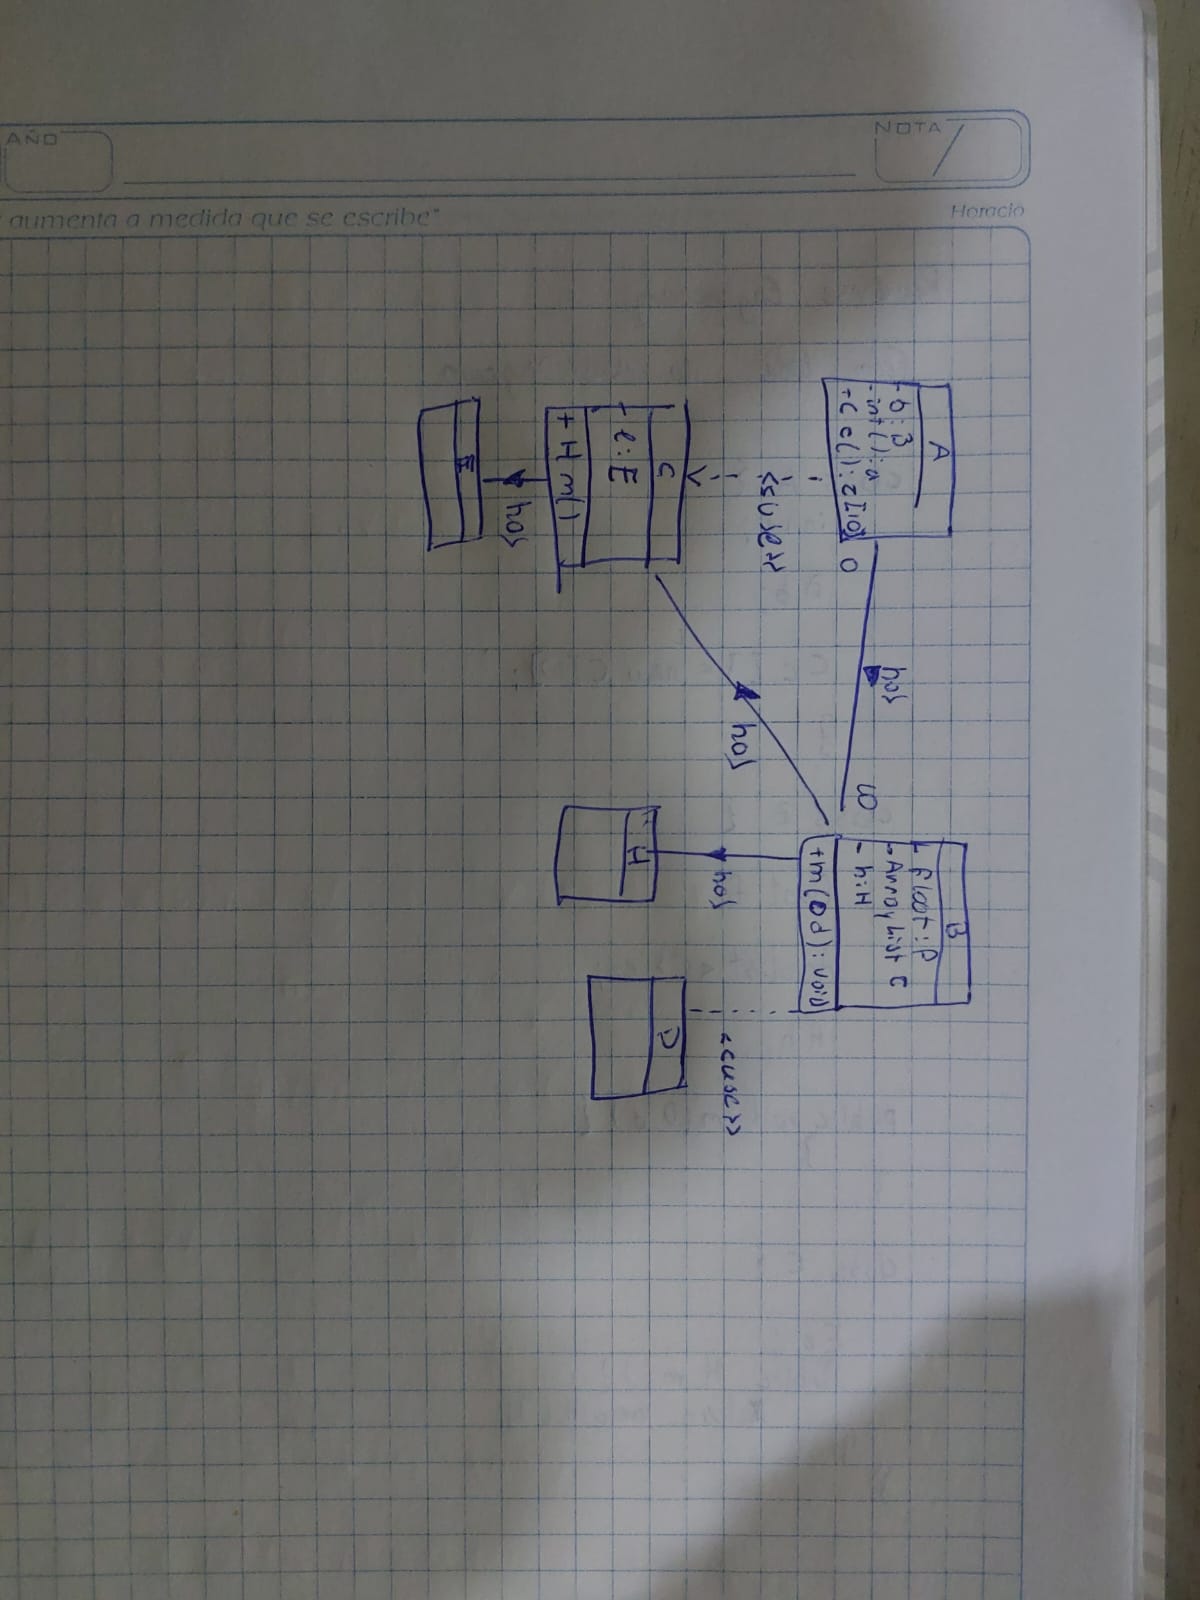 AÑO
NOTA
aumenta a medida que se escribe"
Horacio
A
- b : B
- int [] : a
+ C c() : c[10]
0
has
∞
B
- float : p
- ArrayList C
- h : H
+ m(D d) : void
<<use>>
C
- e : E
+ H m()
has
has
H
has
<<use>>
D
E